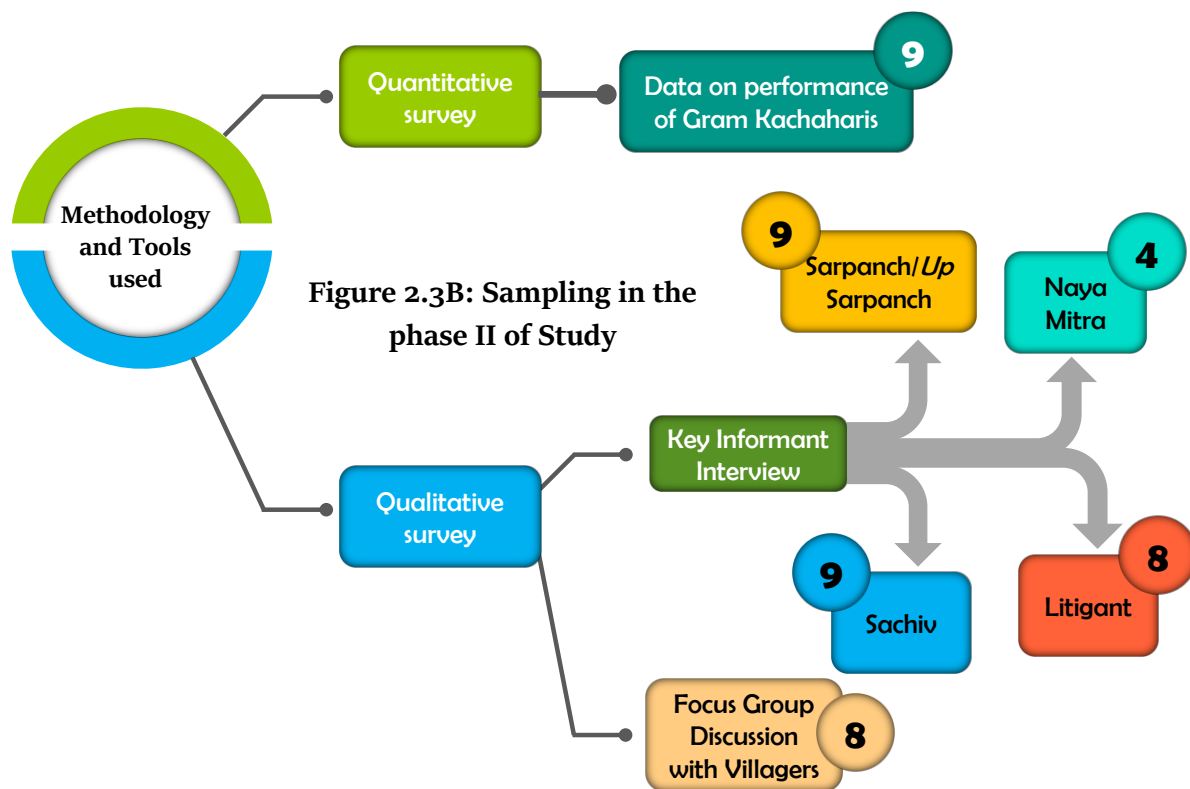 Methodology
and Tools
used
Quantitative
survey
9
Data on performance
of Gram Kachaharis
Figure 2.3B: Sampling in the
phase II of Study
Qualitative
survey
Key Informant
Interview
9
Sarpanch/Up
Sarpanch
4
Naya
Mitra
9
Sachiv
8
Litigant
Focus Group
Discussion
with Villagers
8